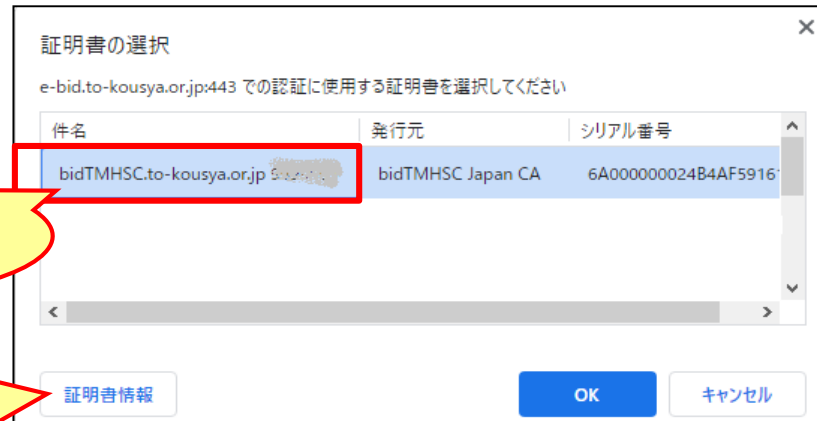 証明書の選択
e-bid.to-kousya.or.jp:443 での認証に使用する証明書を選択してください
件名 発行元 シリアル番号
bidTMHSC.to-kousya.or.jp bidTMHSC Japan CA 6A000000024B4AF5916
証明書情報 OK キャンセル